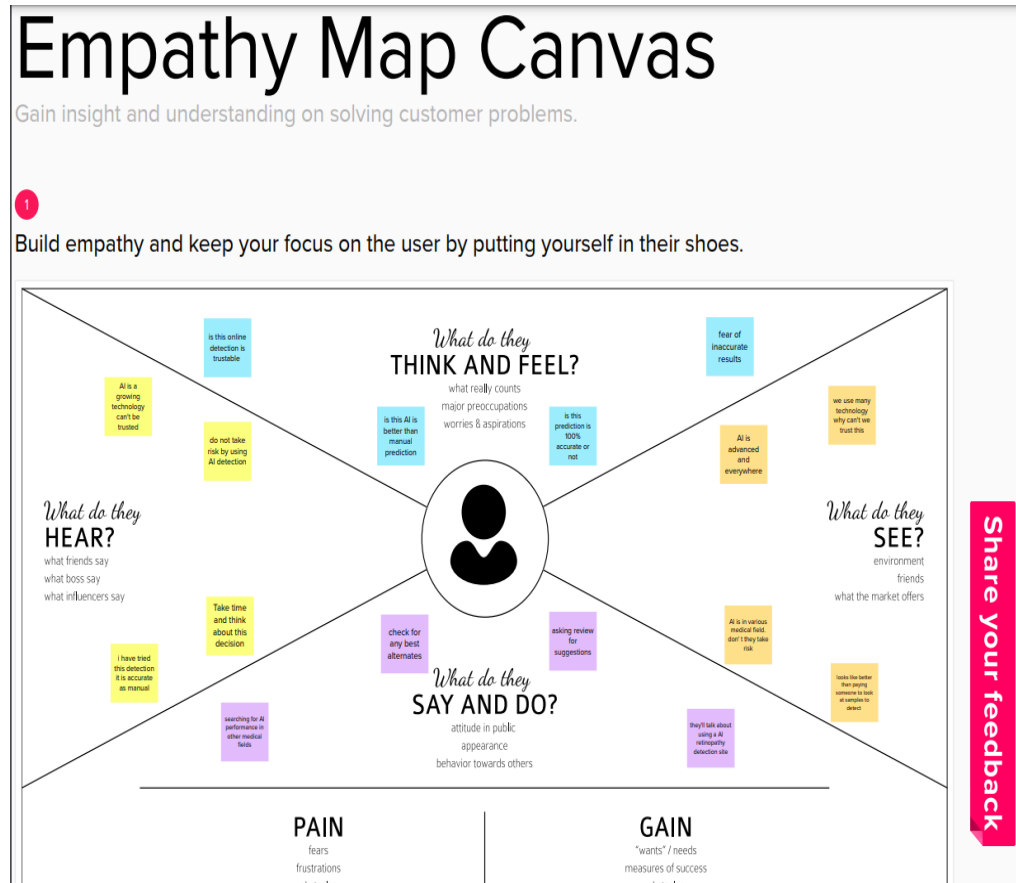 Empathy Map Canvas
Gain insight and understanding on solving customer problems.
1
Build empathy and keep your focus on the user by putting yourself in their shoes.
What do they
THINK AND FEEL?
what really counts
major preoccupations
worries & aspirations
is this online
detection is
trustable
fear of
inaccurate
results
is this AI is
better than
manual
prediction
is this
prediction is
100%
accurate or
not
AI is a
growing
technology
can't be
trusted
do not take
risk by using
AI detection
What do they
HEAR?
what friends say
what boss say
what influencers say
Take time
and think
about this
decision
i have tried
this detection
it is accurate
as manual
we use many
technology
why can't we
trust this
AI is
advanced
and
everywhere
What do they
SEE?
environment
friends
what the market offers
AI is in various
medical field.
don' t they take
risk
looks like better
than paying
someone to look
at samples to
detect
check for
any best
alternates
asking review
for
suggestions
What do they
SAY AND DO?
attitude in public
appearance
behavior towards others
searching for AI
performance in
other medical
fields
they'll talk about
using a AI
retinopathy
detection site
PAIN
fears
frustrations
GAIN
"wants" / needs
measures of success
Share your feedback